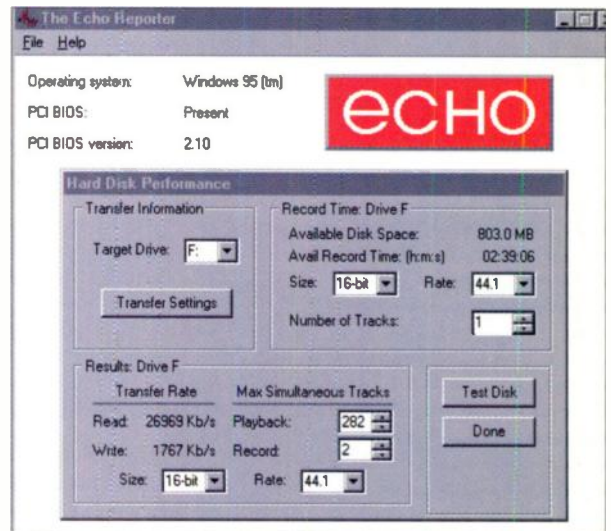 The Echo Reporter
File Help
Operating system: Windows 95 (tm)
PCI BIOS: Present
PCI BIOS version: 2.10
ecHO
Hard Disk Performance
Transfer Information
Target Drive: F:
Transfer Settings
Record Time: Drive F
Available Disk Space: 803.0 MB
Avail Record Time: (h:m:s) 02:39:06
Size: 16-bit Rate: 44.1
Number of Tracks: 1
Results: Drive F
Transfer Rate Max Simultaneous Tracks
Read: 26969 Kb/s Playback: 282
Write: 1767 Kb/s Record: 2
Size: 16-bit Rate: 44.1
Test Disk
Done